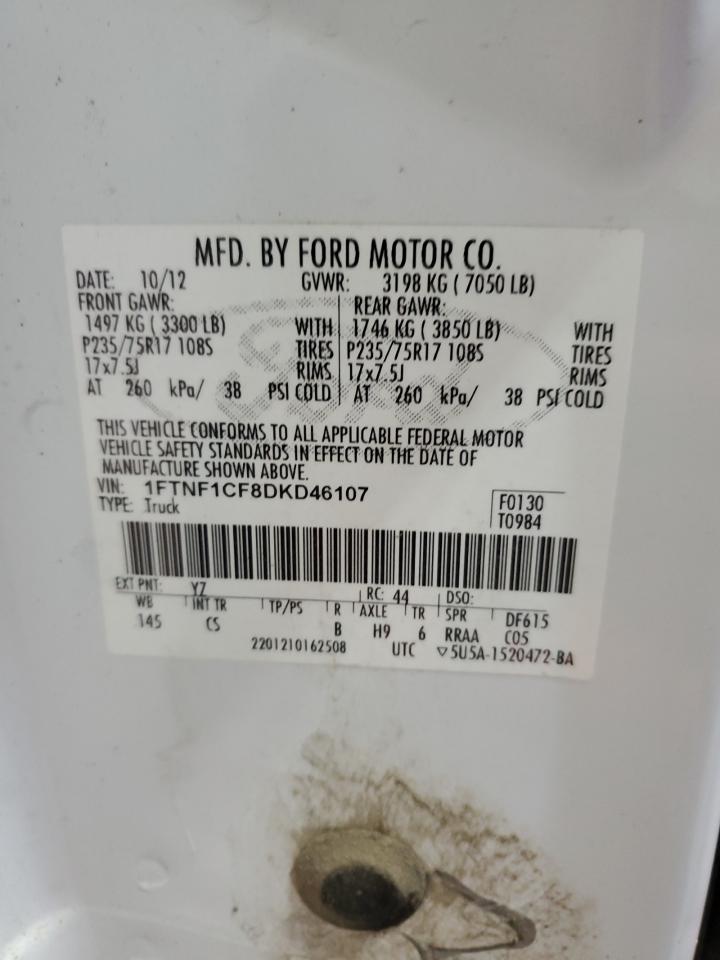 MFD. BY FORD MOTOR CO.
DATE: 10/12 GVWR: 3198 KG ( 7050 LB)
FRONT GAWR: REAR GAWR:
1497 KG ( 3300 LB) WITH 1746 KG ( 3850 LB) WITH
P235/75R17 108S TIRES P235/75R17 108S TIRES
17x7.5J RIMS 17x7.5J RIMS
AT 260 kPa/ 38 PSI COLD AT 260 kPa/ 38 PSI COLD
THIS VEHICLE CONFORMS TO ALL APPLICABLE FEDERAL MOTOR
VEHICLE SAFETY STANDARDS IN EFFECT ON THE DATE OF
MANUFACTURE SHOWN ABOVE.
VIN: 1FTNF1CF8DKD46107 F0130
TYPE: Truck T0984
EXT PNT: YZ RC: 44 DSO:
WB INT TR TP/PS R AXLE TR SPR DF615
145 CS B H9 6 RRAA C05
2201210162508 UTC ▽5U5A-1520472-BA